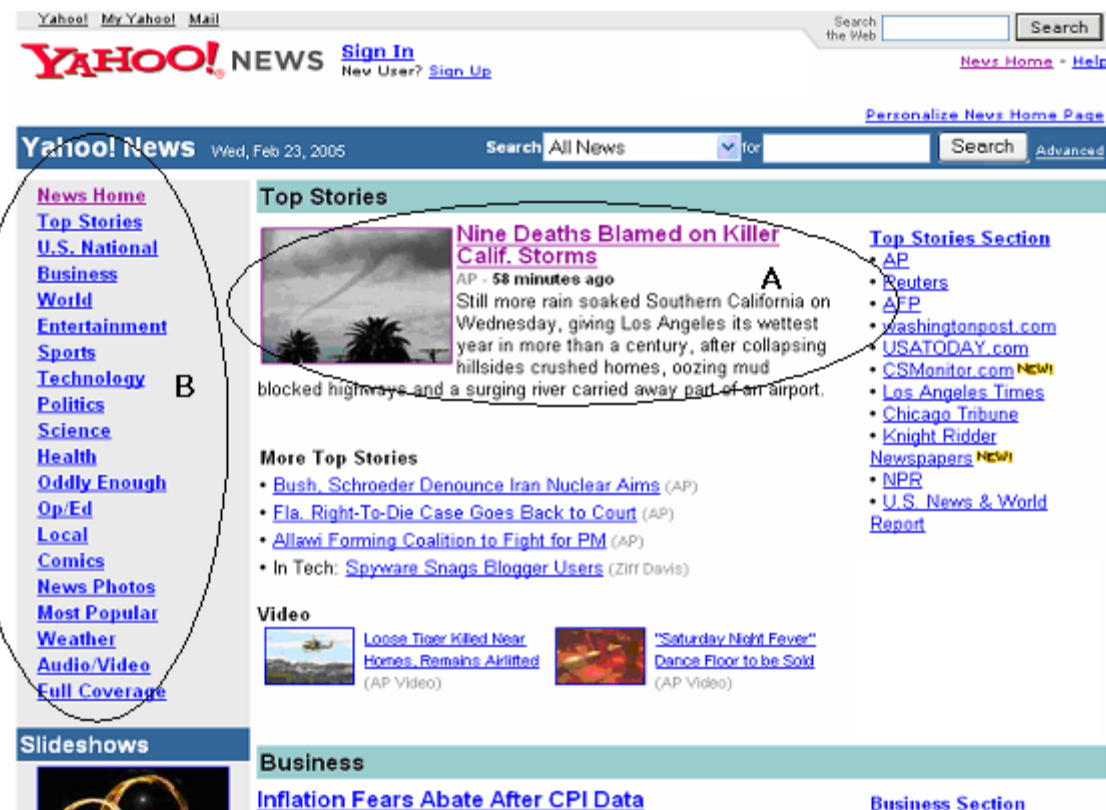 Yahoo! My Yahoo! Mail
Search the Web
Search
YAHOO! NEWS
Sign In
New User? Sign Up
News Home - Help
Personalize News Home Page
Yahoo! News Wed, Feb 23, 2005
Search All News for Search Advanced
News Home
Top Stories
U.S. National
Business
World
Entertainment
Sports
Technology
B
Politics
Science
Health
Oddly Enough
Op/Ed
Local
Comics
News Photos
Most Popular
Weather
Audio/Video
Full Coverage
Slideshows
Top Stories
Nine Deaths Blamed on Killer
Calif. Storms
A
AP - 58 minutes ago
Still more rain soaked Southern California on
Wednesday, giving Los Angeles its wettest
year in more than a century, after collapsing
hillsides crushed homes, oozing mud
blocked highways and a surging river carried away part of an airport.
More Top Stories
• Bush, Schroeder Denounce Iran Nuclear Aims (AP)
• Fla. Right-To-Die Case Goes Back to Court (AP)
• Allawi Forming Coalition to Fight for PM (AP)
• In Tech: Spyware Snags Blogger Users (Ziff Davis)
Video
Loose Tiger Killed Near
Homes, Remains Airlifted
(AP Video)
"Saturday Night Fever"
Dance Floor to be Sold
(AP Video)
Top Stories Section
• AP
• Reuters
• AFP
• washingtonpost.com
• USATODAY.com
• CSMonitor.com NEW!
• Los Angeles Times
• Chicago Tribune
• Knight Ridder
Newspapers NEW!
• NPR
• U.S. News & World
Report
Business
Inflation Fears Abate After CPI Data
Business Section